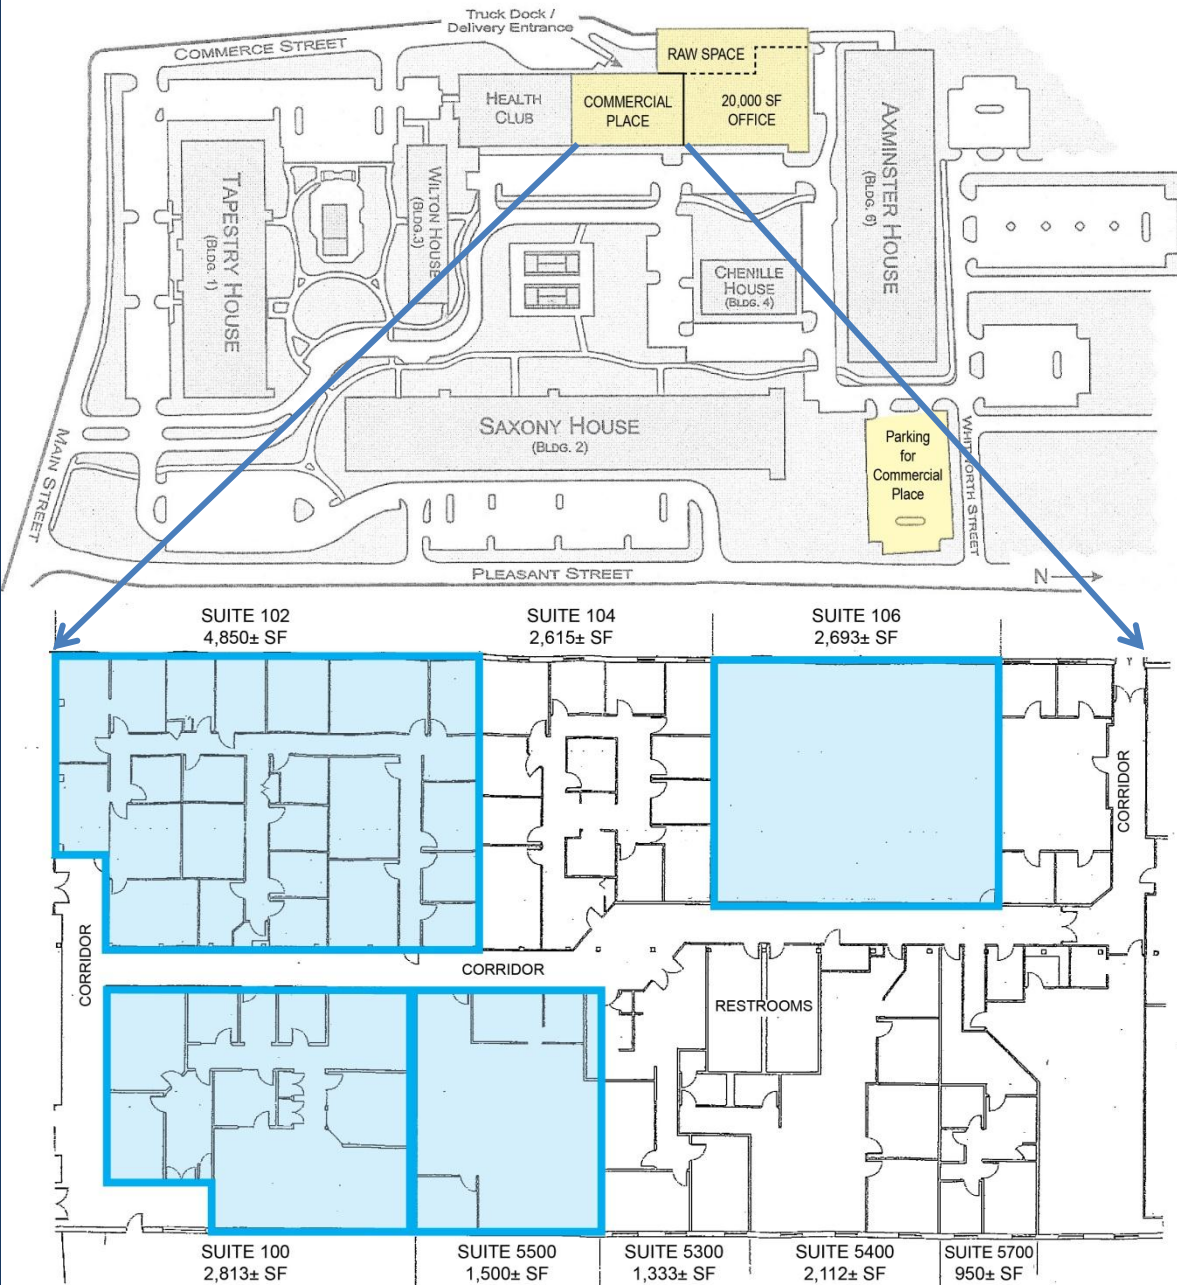 Truck Dock /
Delivery Entrance
COMMERCE STREET
RAW SPACE
HEALTH
CLUB
COMMERCIAL
PLACE
20,000 SF
OFFICE
AXMINSTER HOUSE
(BLDG. 6)
TAPESTRY HOUSE
(BLDG. 1)
WILTON HOUSE
(BLDG.3)
CHENILLE
HOUSE
(BLDG. 4)
SAXONY HOUSE
(BLDG. 2)
Parking
for
Commercial
Place
MAIN STREET
WHITWORTH STREET
PLEASANT STREET
N
SUITE 102
4,850± SF
SUITE 104
2,615± SF
SUITE 106
2,693± SF
CORRIDOR
CORRIDOR
CORRIDOR
RESTROOMS
SUITE 100
2,813± SF
SUITE 5500
1,500± SF
SUITE 5300
1,333± SF
SUITE 5400
2,112± SF
SUITE 5700
950± SF